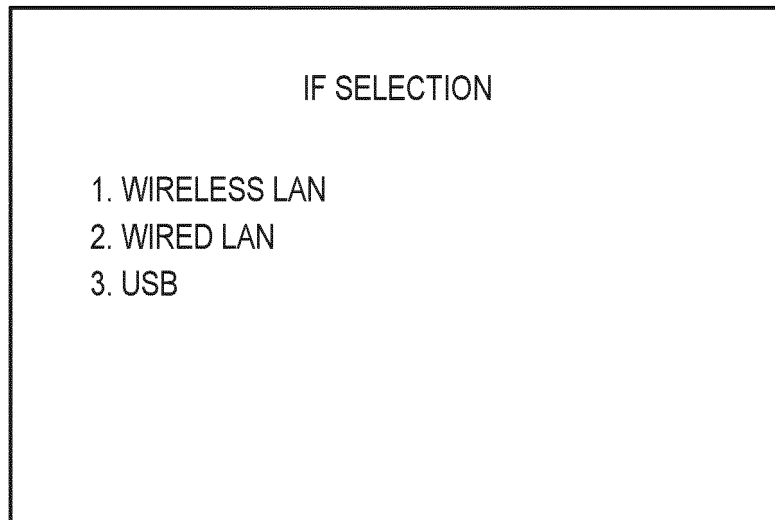 IF SELECTION
1. WIRELESS LAN
2. WIRED LAN
3. USB